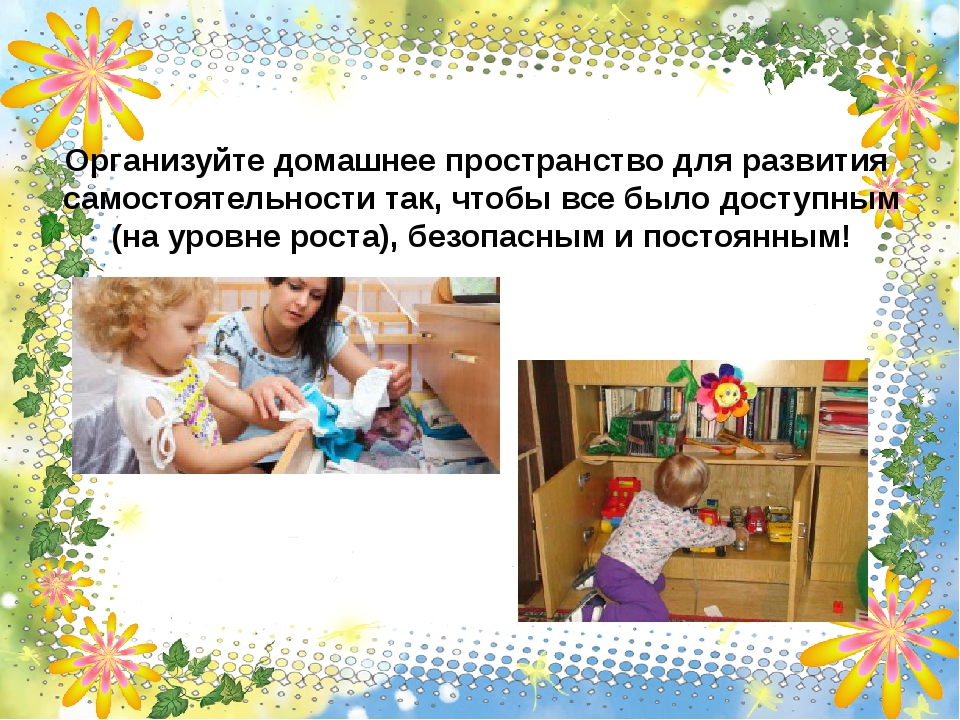 Организуйте домашнее пространство для развития
самостоятельности так, чтобы все было доступным
(на уровне роста), безопасным и постоянным!